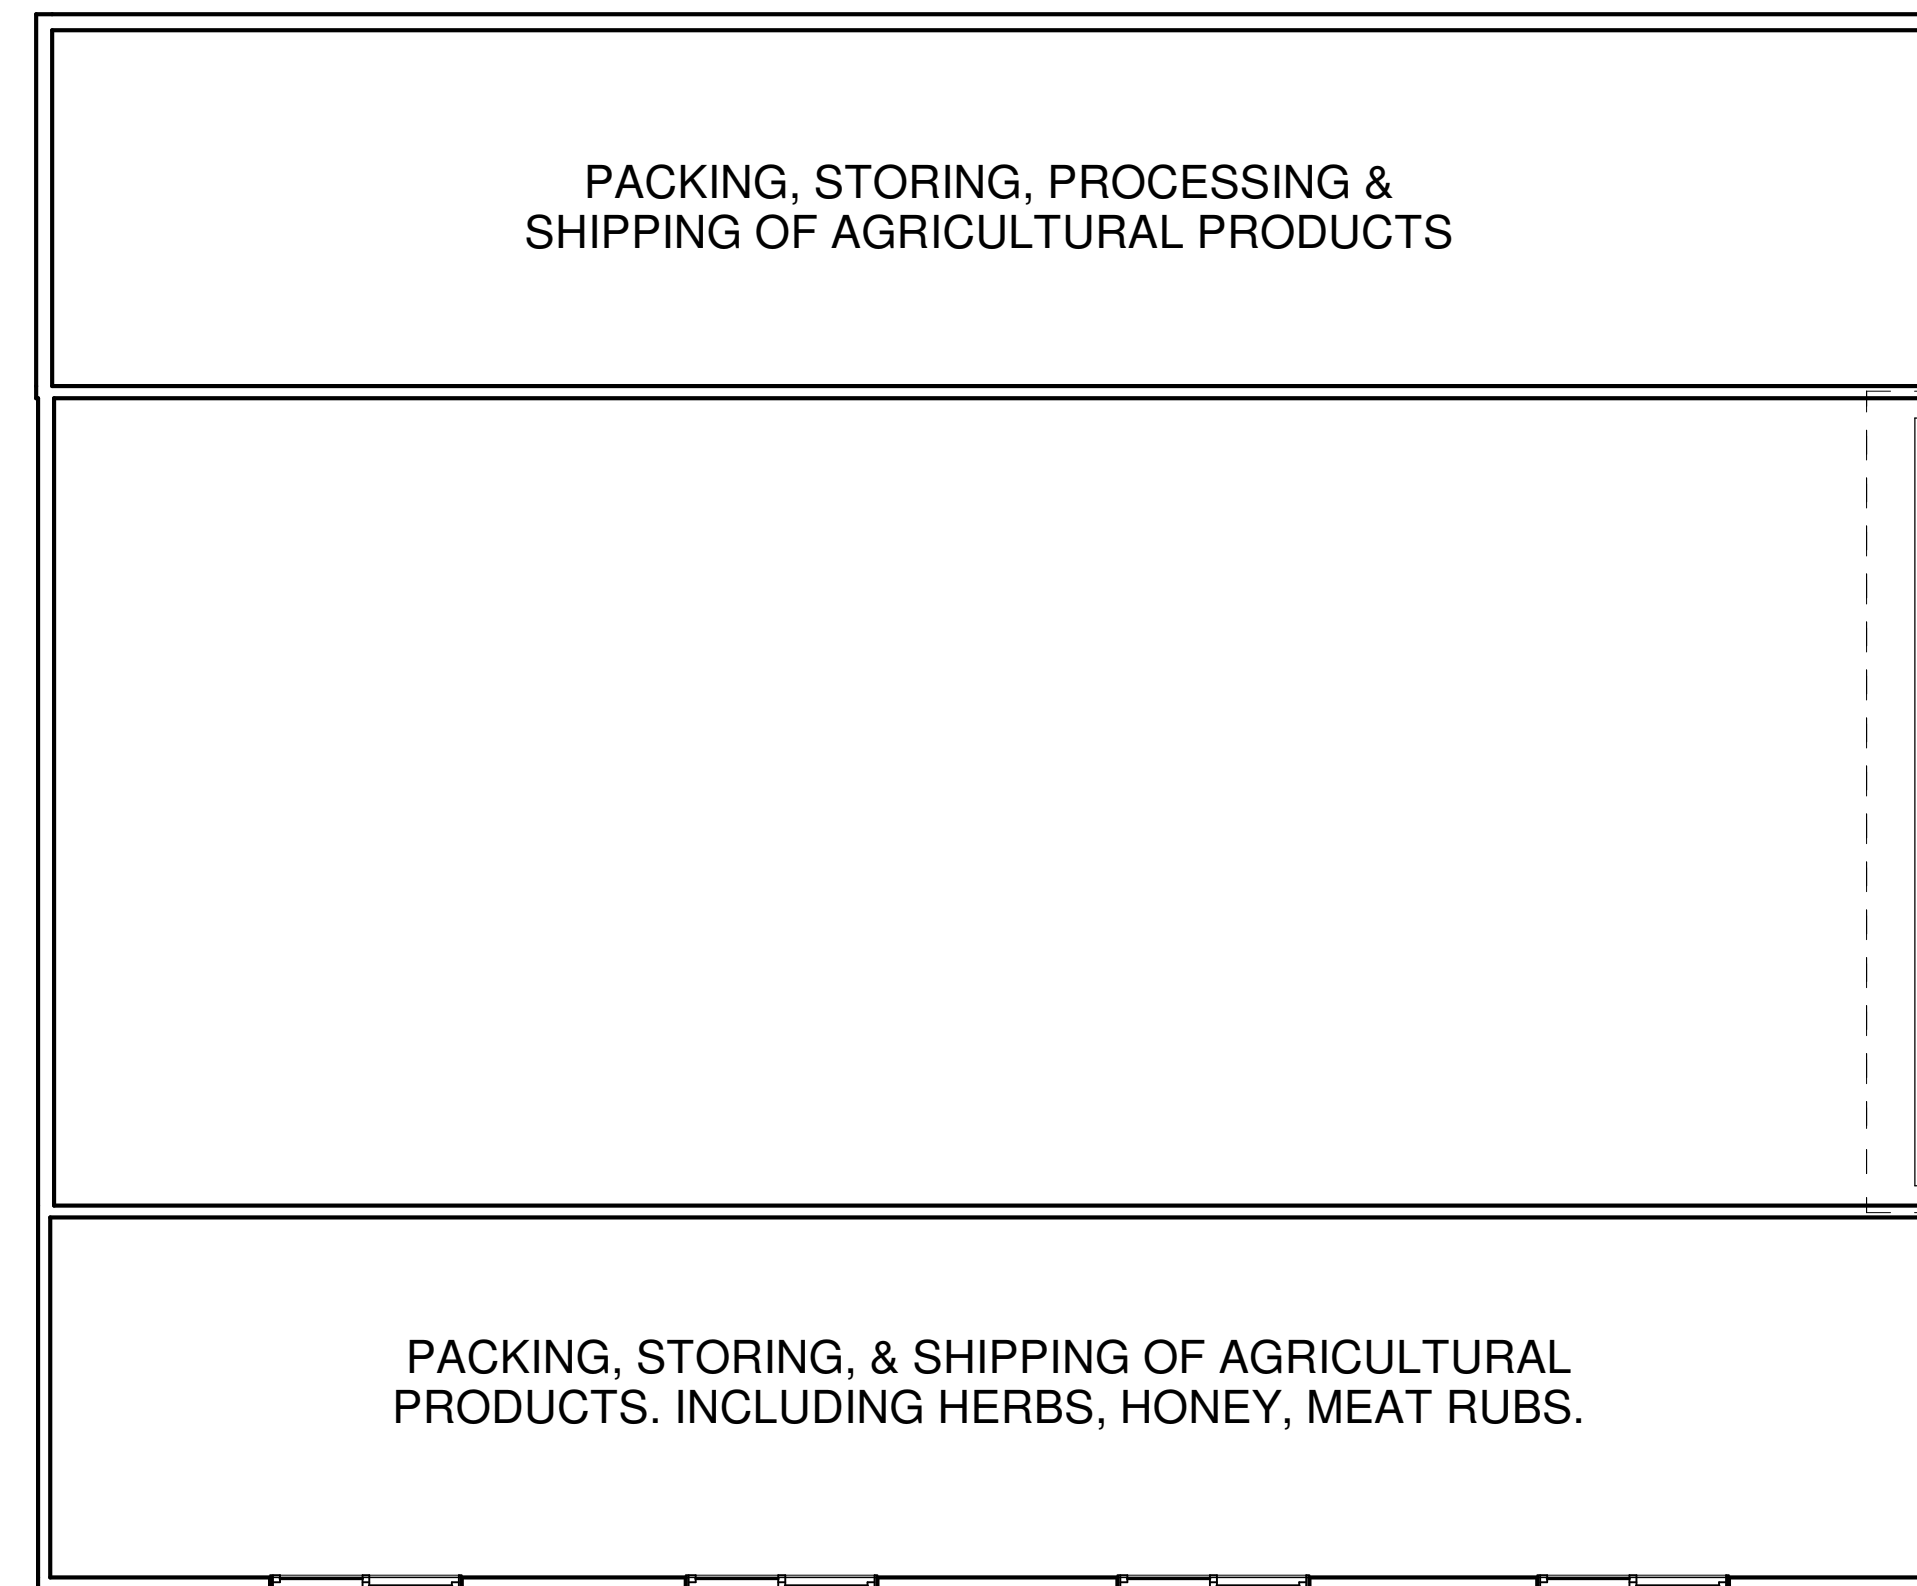 PACKING, STORING, PROCESSING &
SHIPPING OF AGRICULTURAL PRODUCTS
PACKING, STORING, & SHIPPING OF AGRICULTURAL
PRODUCTS. INCLUDING HERBS, HONEY, MEAT RUBS.